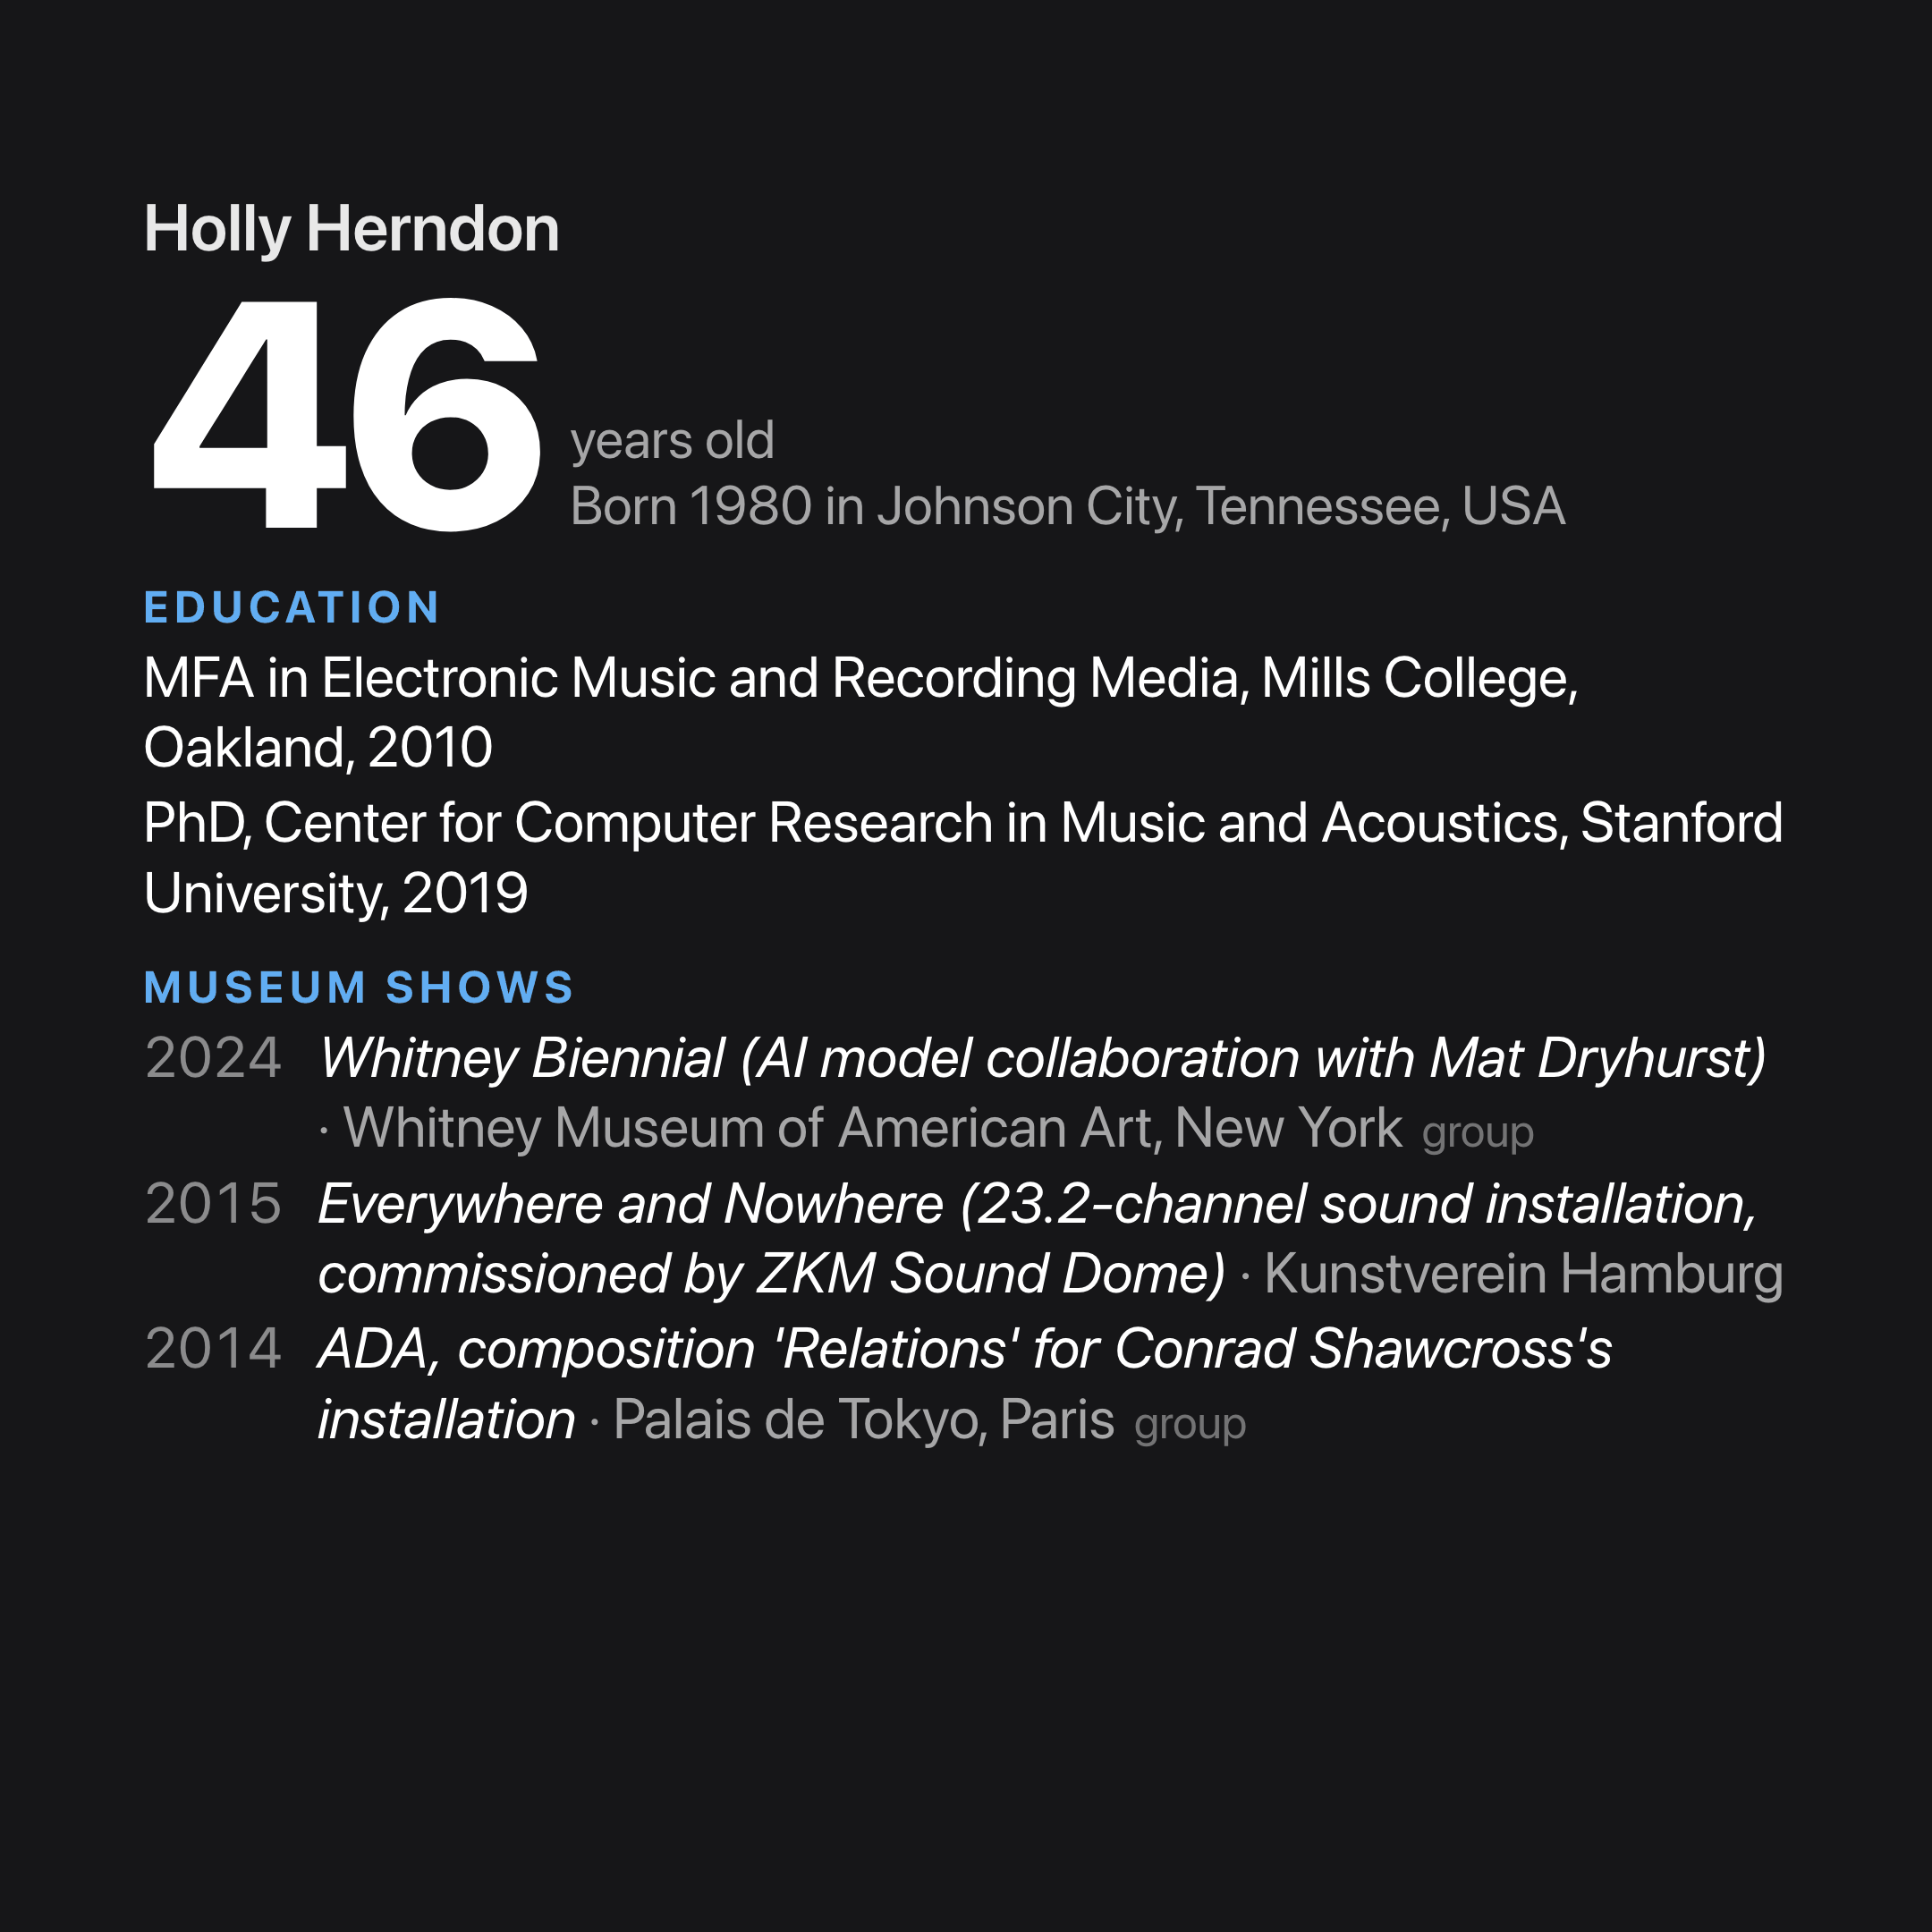 Holly Herndon
46
years old
Born 1980 in Johnson City, Tennessee, USA
EDUCATION
MFA in Electronic Music and Recording Media, Mills College,
Oakland, 2010
PhD, Center for Computer Research in Music and Acoustics, Stanford
University, 2019
MUSEUM SHOWS
2024 Whitney Biennial (AI model collaboration with Mat Dryhurst)
· Whitney Museum of American Art, New York group
2015 Everywhere and Nowhere (23.2-channel sound installation,
commissioned by ZKM Sound Dome) · Kunstverein Hamburg
2014 ADA, composition 'Relations' for Conrad Shawcross's
installation · Palais de Tokyo, Paris group